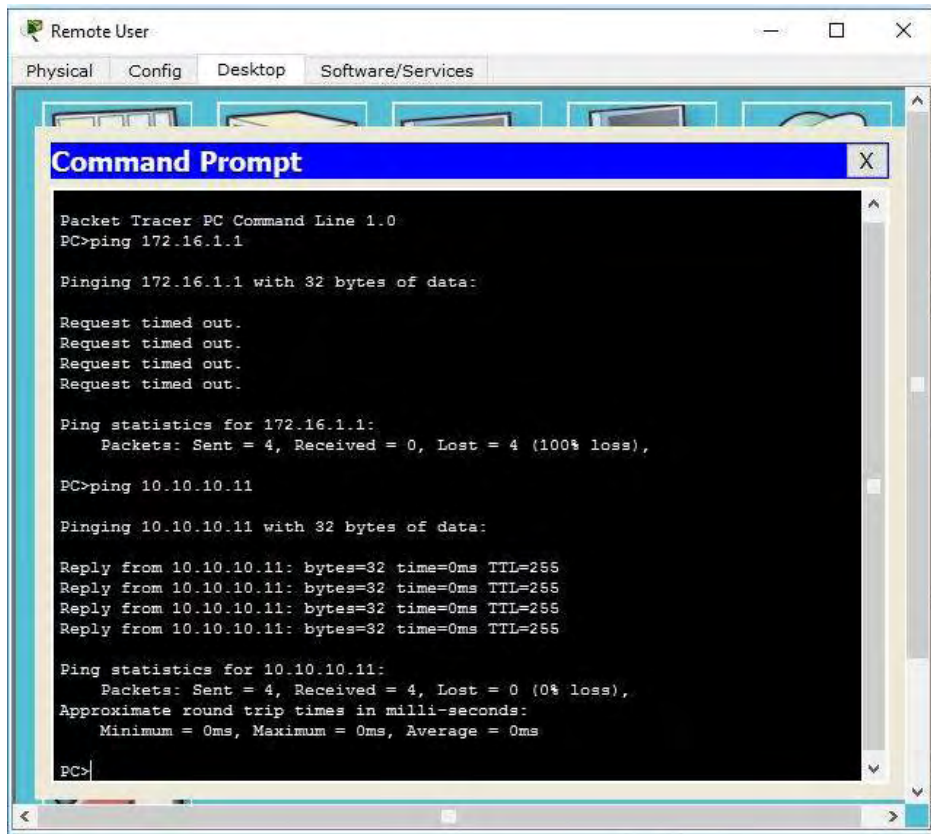 Remote User
Physical Config Desktop Software/Services
Command Prompt X
Packet Tracer PC Command Line 1.0
PC>ping 172.16.1.1
Pinging 172.16.1.1 with 32 bytes of data:
Request timed out.
Request timed out.
Request timed out.
Request timed out.
Ping statistics for 172.16.1.1:
Packets: Sent = 4, Received = 0, Lost = 4 (100% loss),
PC>ping 10.10.10.11
Pinging 10.10.10.11 with 32 bytes of data:
Reply from 10.10.10.11: bytes=32 time=0ms TTL=255
Reply from 10.10.10.11: bytes=32 time=0ms TTL=255
Reply from 10.10.10.11: bytes=32 time=0ms TTL=255
Reply from 10.10.10.11: bytes=32 time=0ms TTL=255
Ping statistics for 10.10.10.11:
Packets: Sent = 4, Received = 4, Lost = 0 (0% loss),
Approximate round trip times in milli-seconds:
Minimum = 0ms, Maximum = 0ms, Average = 0ms
PC>